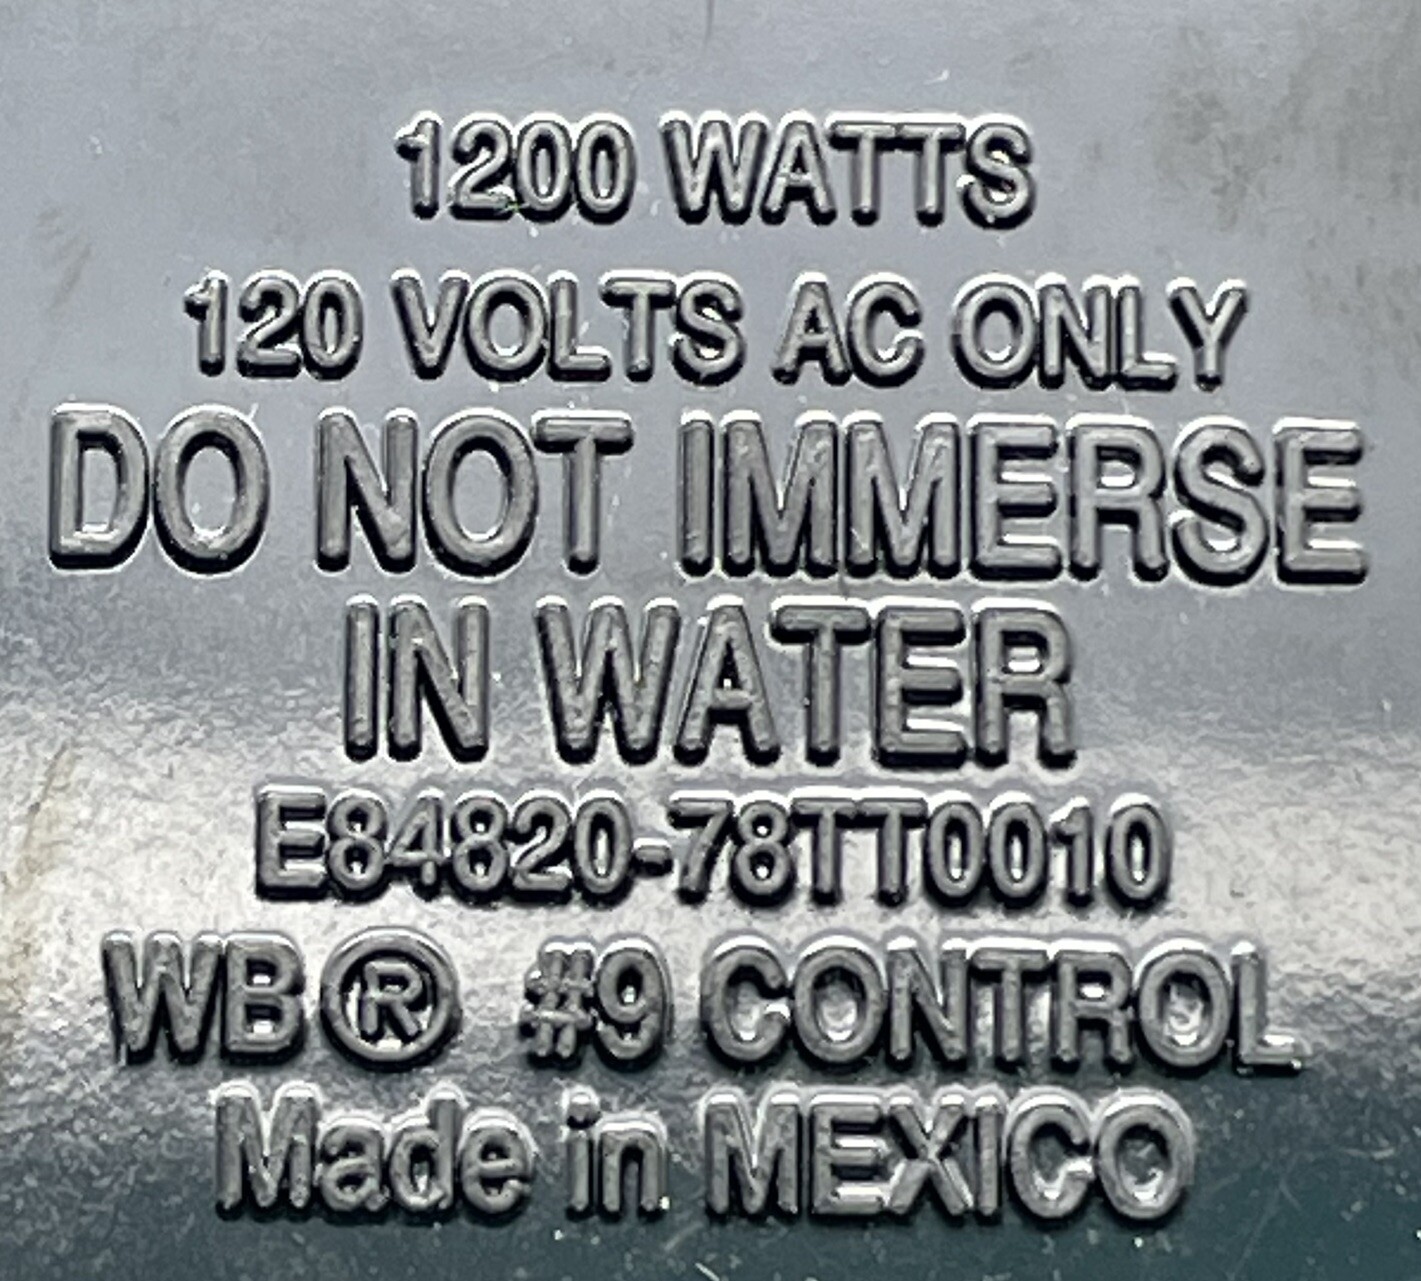 1200 WATTS
120 VOLTS AC ONLY
DO NOT IMMERSE
IN WATER
E84820-78TT0010
WB® #9 CONTROL
Made in MEXICO